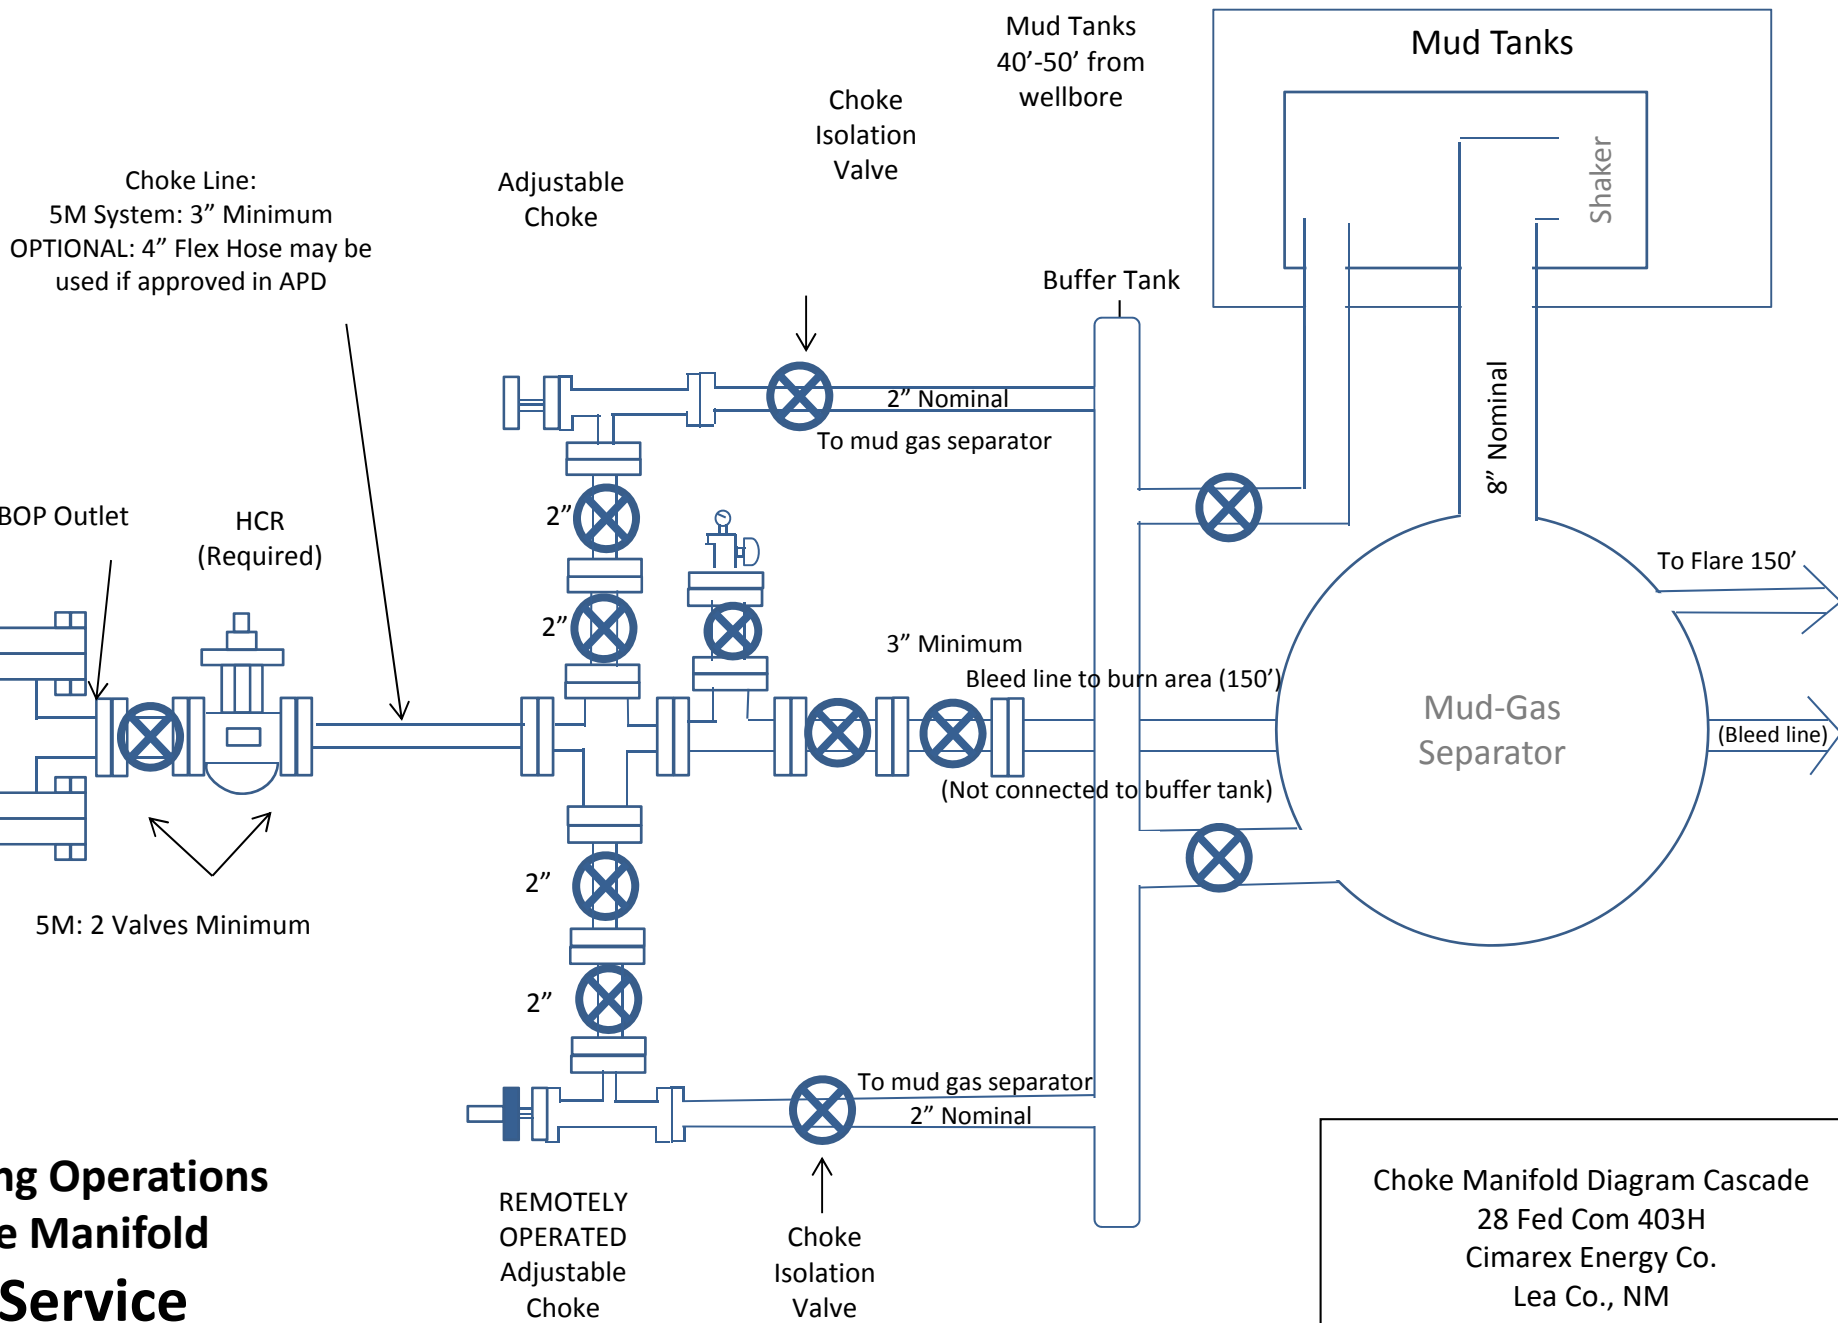 Mud Tanks
40’-50’ from
wellbore
Mud Tanks
Choke
Isolation
Valve
Shaker
Choke Line:
5M System: 3” Minimum
OPTIONAL: 4” Flex Hose may be
used if approved in APD
Adjustable
Choke
Buffer Tank
2” Nominal
To mud gas separator
8” Nominal
BOP Outlet
HCR
(Required)
2”
2”
To Flare 150’
3” Minimum
Bleed line to burn area (150’)
Mud-Gas
Separator
(Bleed line)
(Not connected to buffer tank)
5M: 2 Valves Minimum
2”
2”
To mud gas separator
2” Nominal
ng Operations
e Manifold
Service
REMOTELY
OPERATED
Adjustable
Choke
Choke
Isolation
Valve
Choke Manifold Diagram Cascade
28 Fed Com 403H
Cimarex Energy Co.
Lea Co., NM